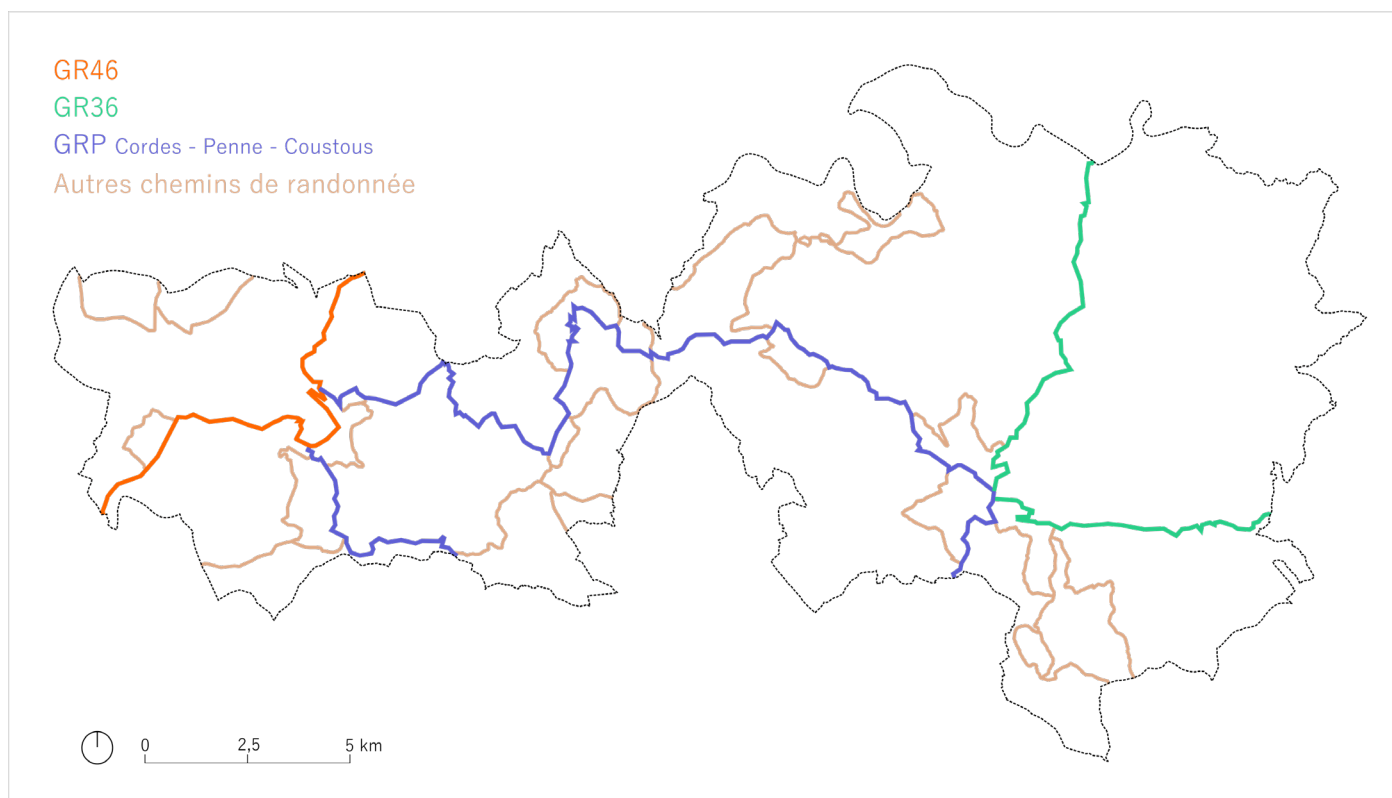 GR46
GR36
GRP Cordes - Penne - Coustous
Autres chemins de randonnée
0 2,5 5 km